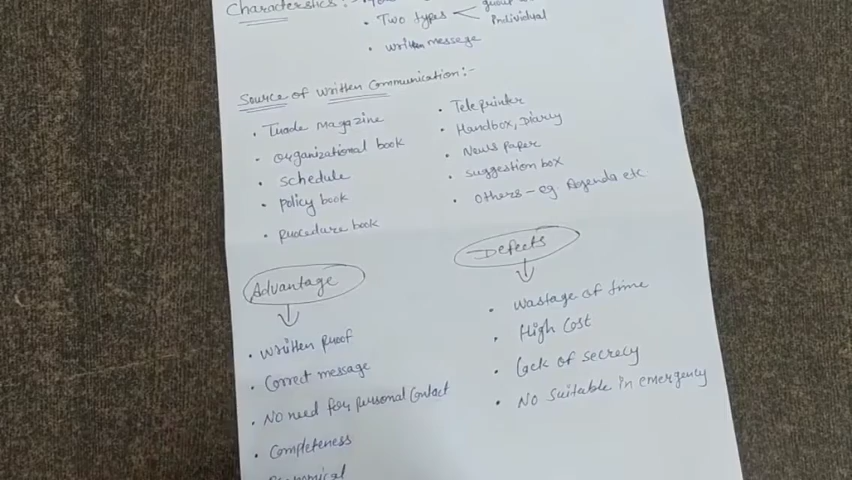 Characterstics :-
group
• Two types
Individual
• written messege
Source of written Communication :-
• Trade magazine
• organizational book
• schedule
• policy book
• procedure book
• Teleprinter
• Handbox, Diary
• News paper
• suggestion box
• others - eg Agenda etc
Advantage
• written proof
• Correct message
• No need for personal Contact
• Completeness
Defects
• wastage of time
• High Cost
• Lack of secrecy
• No suitable in emergency